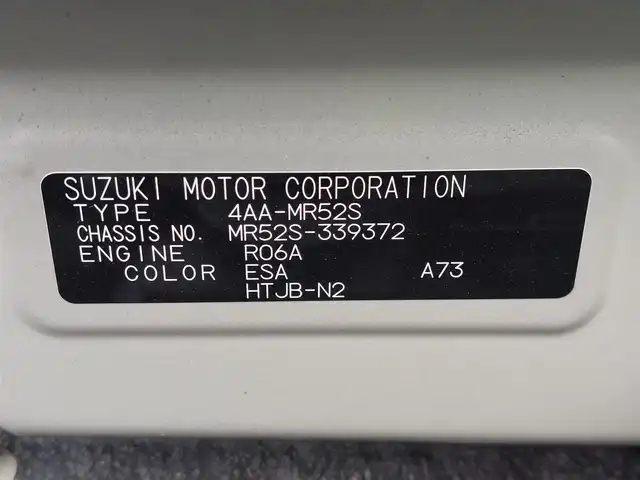 SUZUKI MOTOR CORPORATION
TYPE 4AA-MR52S
CHASSIS NO. MR52S-339372
ENGINE R06A
COLOR ESA A73
HTJB-N2